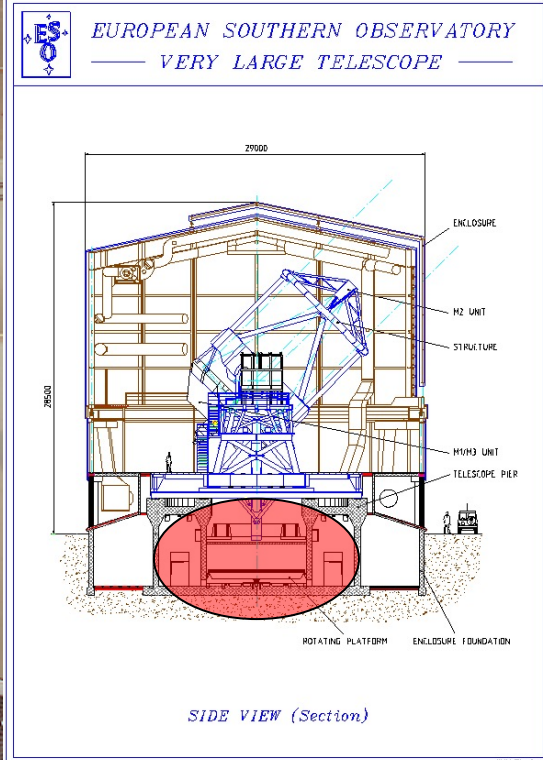 ESO
EUROPEAN SOUTHERN OBSERVATORY
VERY LARGE TELESCOPE
29000
ENCLOSURE
M2 UNIT
STRUCTURE
28500
M1/M3 UNIT
TELESCOPE PIER
ROTATING PLATFORM
ENCLOSURE FOUNDATION
SIDE VIEW (Section)